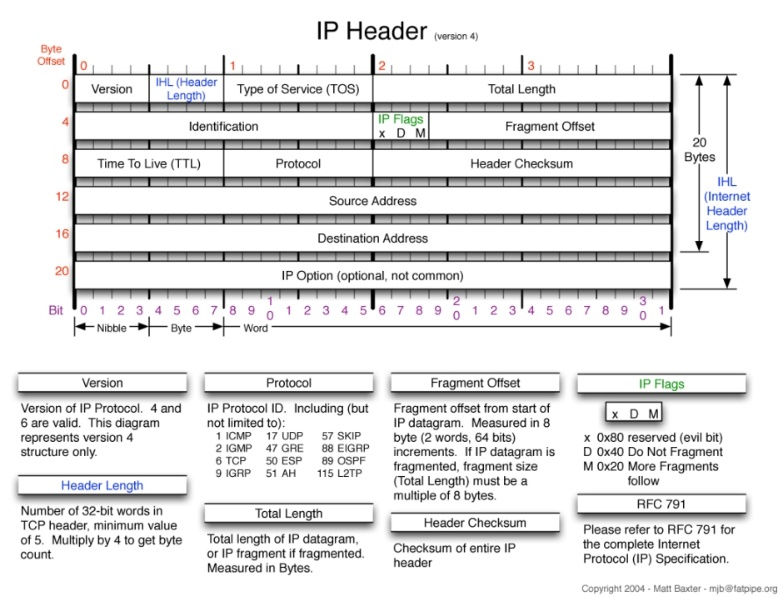 IP Header (version 4)
Byte
Offset
0 1 2 3
0
Version
IHL (Header
Length)
Type of Service (TOS)
Total Length
4
Identification
IP Flags
x D M
Fragment Offset
8
Time To Live (TTL)
Protocol
Header Checksum
12
Source Address
16
Destination Address
20
IP Option (optional, not common)
20
Bytes
IHL
(Internet
Header
Length)
Bit 0 1 2 3 4 5 6 7 8 9 10 1 2 3 4 5 6 7 8 9 20 1 2 3 4 5 6 7 8 9 30 1
Nibble Byte Word
Version
Version of IP Protocol. 4 and
6 are valid. This diagram
represents version 4
structure only.
Header Length
Number of 32-bit words in
TCP header, minimum value
of 5. Multiply by 4 to get byte
count.
Protocol
IP Protocol ID. Including (but
not limited to):
1 ICMP 17 UDP 57 SKIP
2 IGMP 47 GRE 88 EIGRP
6 TCP 50 ESP 89 OSPF
9 IGRP 51 AH 115 L2TP
Total Length
Total length of IP datagram,
or IP fragment if fragmented.
Measured in Bytes.
Fragment Offset
Fragment offset from start of
IP datagram. Measured in 8
byte (2 words, 64 bits)
increments. If IP datagram is
fragmented, fragment size
(Total Length) must be a
multiple of 8 bytes.
Header Checksum
Checksum of entire IP
header
IP Flags
x D M
x 0x80 reserved (evil bit)
D 0x40 Do Not Fragment
M 0x20 More Fragments
follow
RFC 791
Please refer to RFC 791 for
the complete Internet
Protocol (IP) Specification.
Copyright 2004 - Matt Baxter - mjb@fatpipe.org